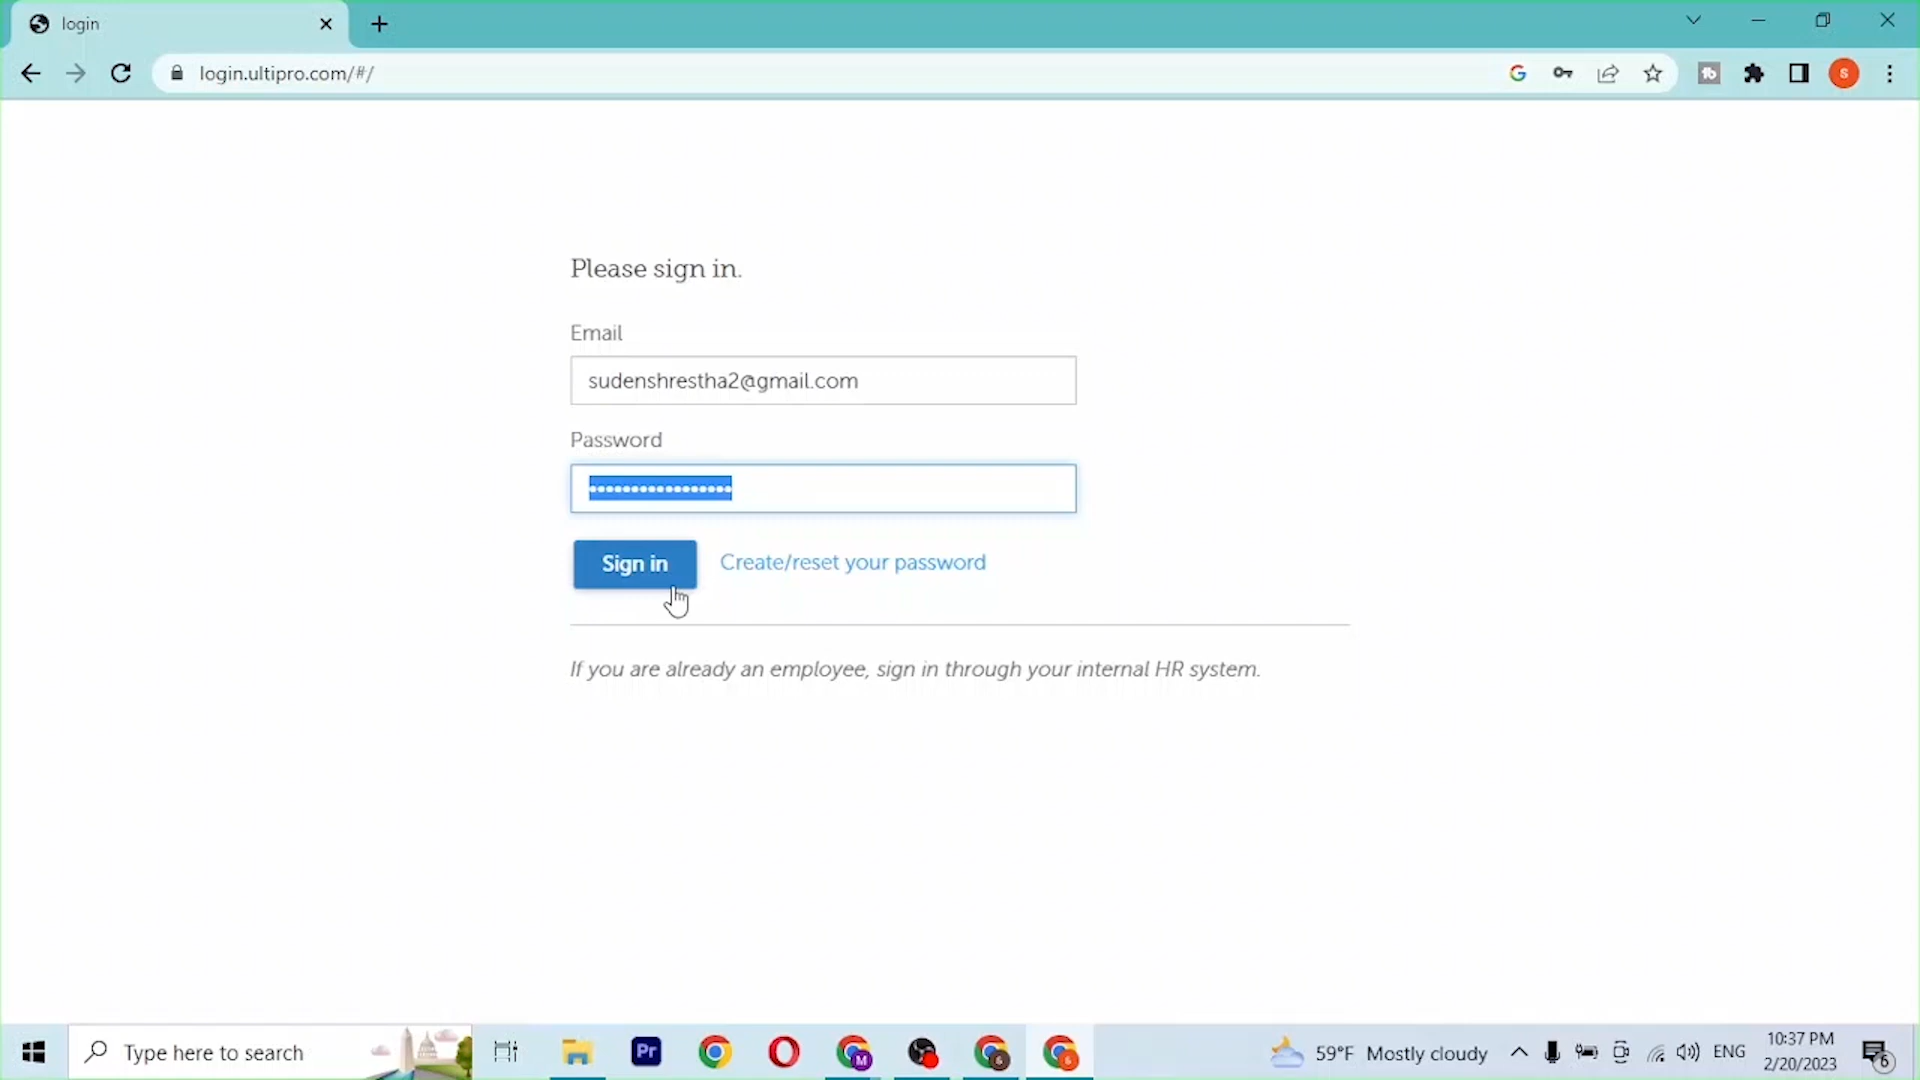 login
login.ultipro.com/#/
Please sign in.
Email
sudenshrestha2@gmail.com
Password
Sign in
Create/reset your password
If you are already an employee, sign in through your internal HR system.
Type here to search
Pr
M
59°F Mostly cloudy
ENG
10:37 PM
2/20/2023
6